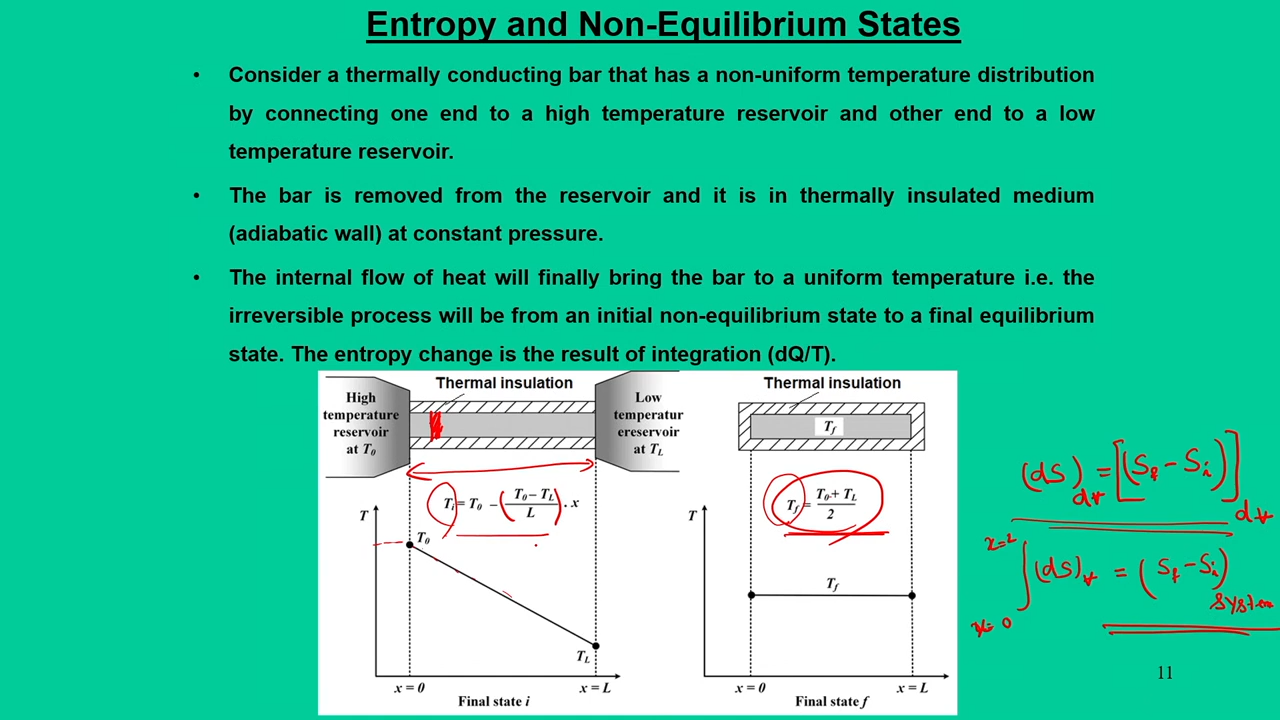 Entropy and Non-Equilibrium States
• Consider a thermally conducting bar that has a non-uniform temperature distribution
by connecting one end to a high temperature reservoir and other end to a low
temperature reservoir.
• The bar is removed from the reservoir and it is in thermally insulated medium
(adiabatic wall) at constant pressure.
• The internal flow of heat will finally bring the bar to a uniform temperature i.e. the
irreversible process will be from an initial non-equilibrium state to a final equilibrium
state. The entropy change is the result of integration (dQ/T).
Thermal insulation
High
temperature
reservoir
at T₀
Low
temperatur
ereservoir
at T_L
T_i = T₀ − (T₀ − T_L / L) . x
T
T₀
T_L
x = 0
x = L
Final state i
Thermal insulation
T_f
T_f = T₀ + T_L / 2
T
T_f
x = 0
x = L
Final state f
(dS)_dv = [(S_f − S_i)]_dv
x=L
∫(dS)_v = (S_f − S_i)
system
x=0
11